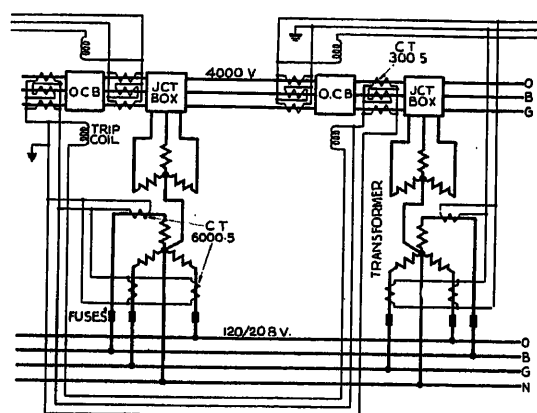 4000 V
CT
300 5
O.C.B
JCT
BOX
O.C.B
JCT
BOX
O
B
G
TRIP
COIL
TRANSFORMER
CT
6000·5
FUSES
120/208 V.
O
B
G
N